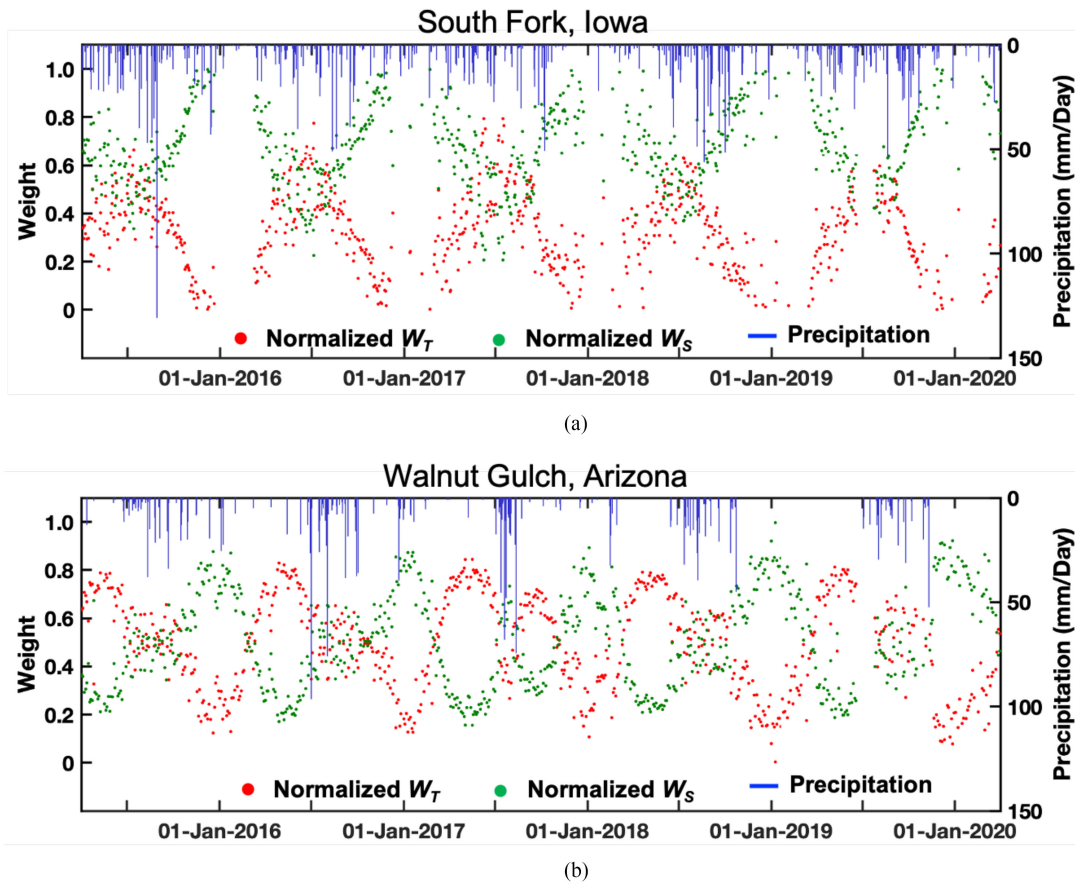 South Fork, Iowa
Weight
1.0
0.8
0.6
0.4
0.2
0
0
50
100
150
Precipitation (mm/Day)
Normalized W_T Normalized W_S Precipitation
01-Jan-2016 01-Jan-2017 01-Jan-2018 01-Jan-2019 01-Jan-2020
(a)
Walnut Gulch, Arizona
Weight
1.0
0.8
0.6
0.4
0.2
0
0
50
100
150
Precipitation (mm/Day)
Normalized W_T Normalized W_S Precipitation
01-Jan-2016 01-Jan-2017 01-Jan-2018 01-Jan-2019 01-Jan-2020
(b)